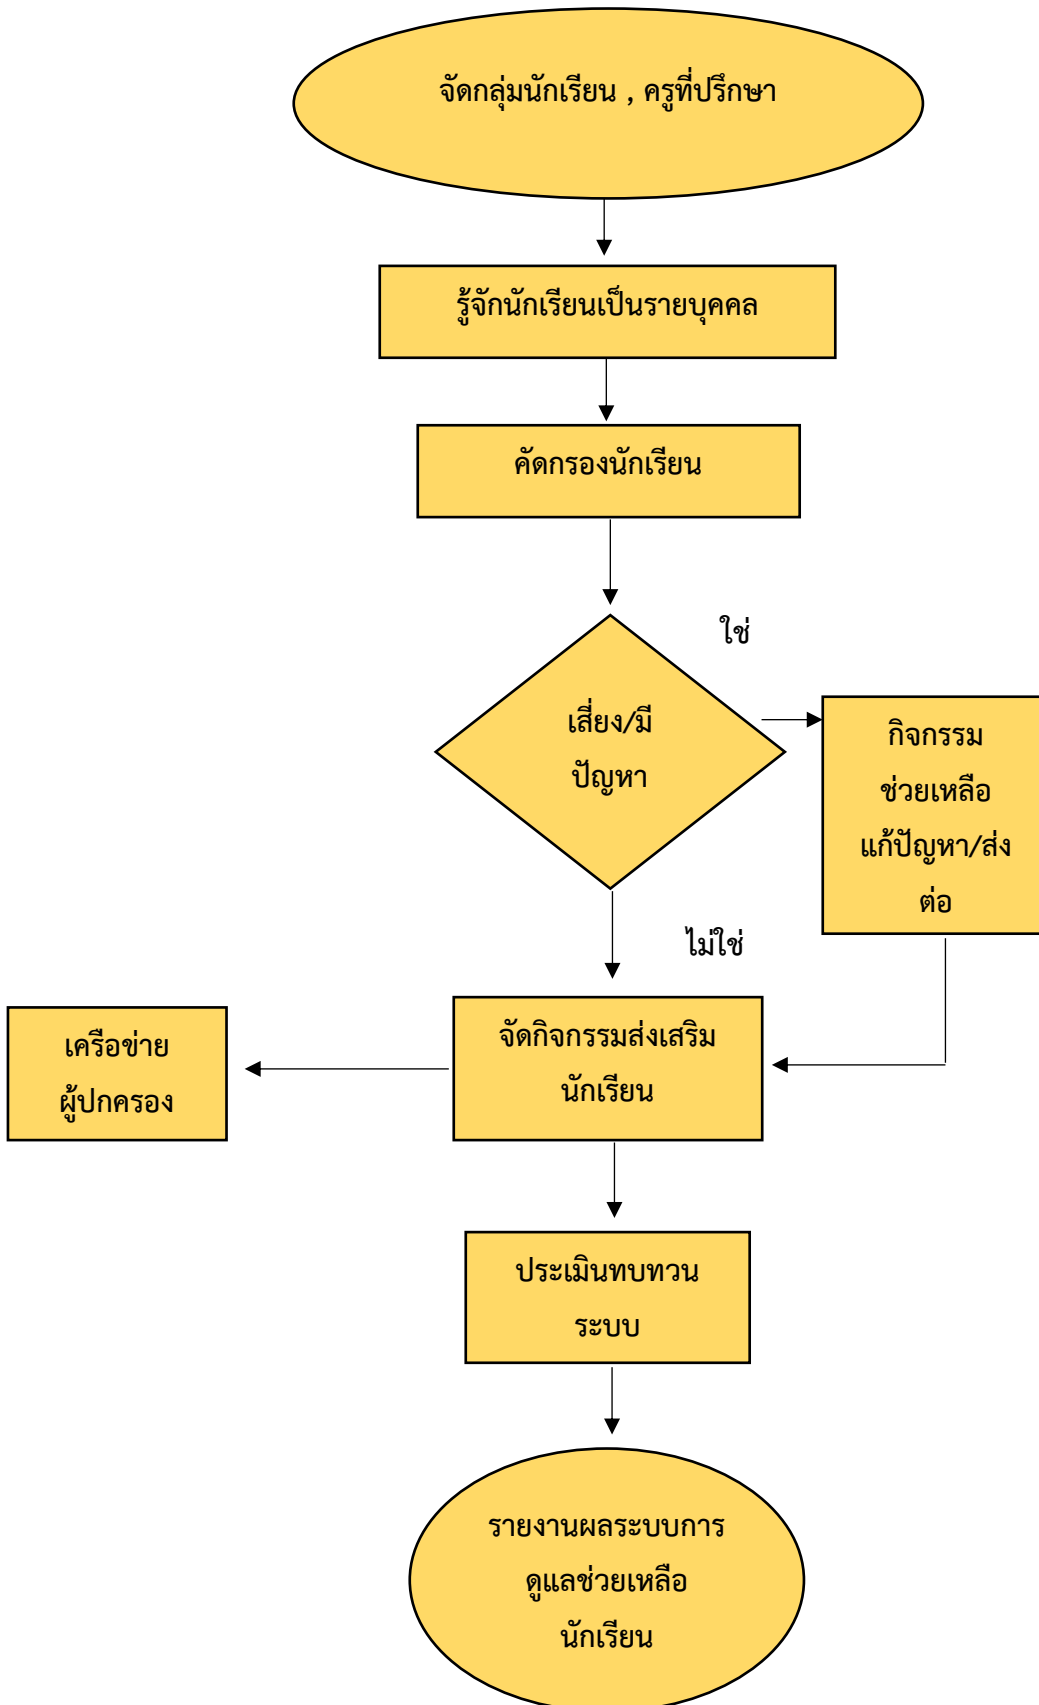 จัดกลุ่มนักเรียน , ครูที่ปรึกษา
รู้จักนักเรียนเป็นรายบุคคล
คัดกรองนักเรียน
ใช่
เสี่ยง/มี
ปัญหา
กิจกรรม
ช่วยเหลือ
แก้ปัญหา/ส่ง
ต่อ
ไม่ใช่
เครือข่าย
ผู้ปกครอง
จัดกิจกรรมส่งเสริม
นักเรียน
ประเมินทบทวน
ระบบ
รายงานผลระบบการ
ดูแลช่วยเหลือ
นักเรียน